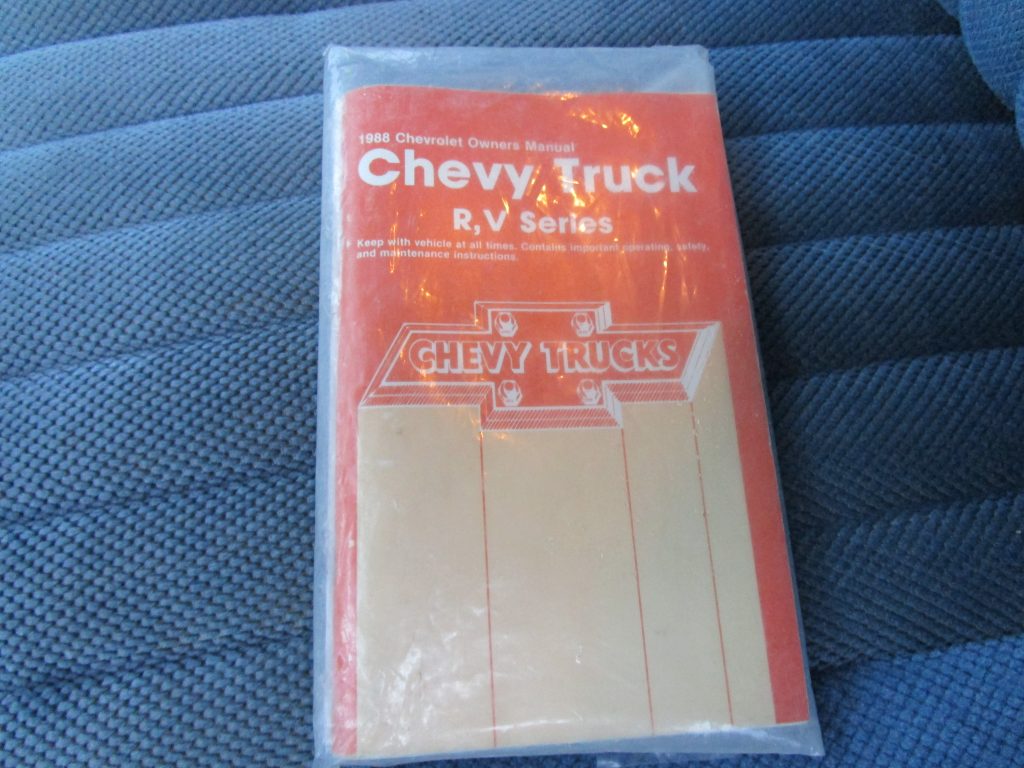 1988 Chevrolet Owners Manual
Chevy Truck
R,V Series
Keep with vehicle at all times. Contains important operating, safety,
and maintenance instructions.
CHEVY TRUCKS